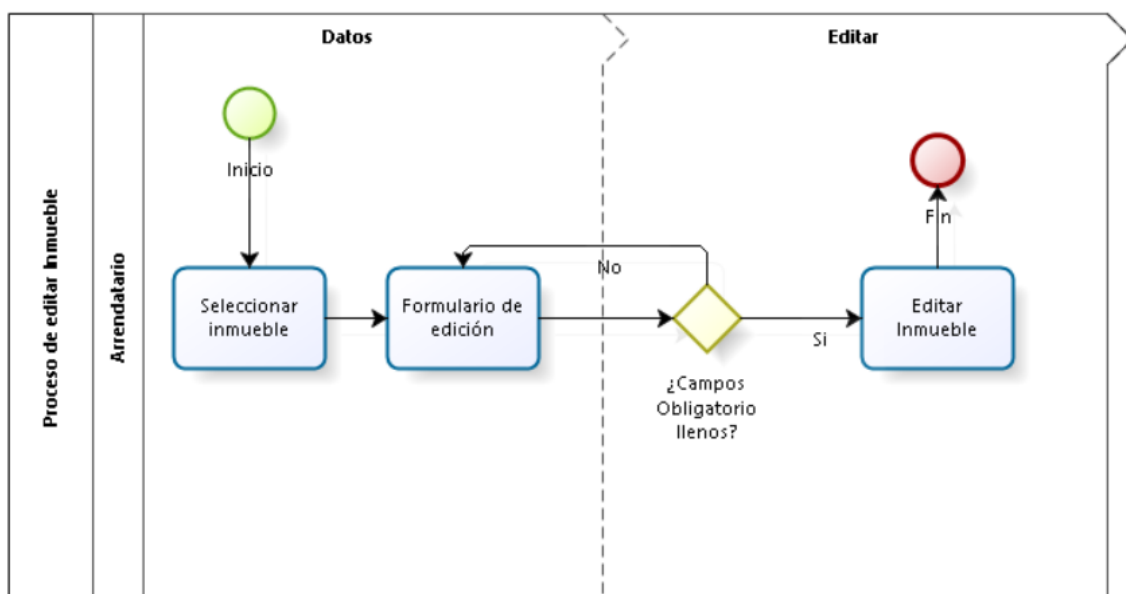 Proceso de editar Inmueble
Arrendatario
Datos
Editar
Inicio
Seleccionar
inmueble
Formulario de
edición
No
¿Campos
Obligatorio
llenos?
Si
Editar
Inmueble
Fin